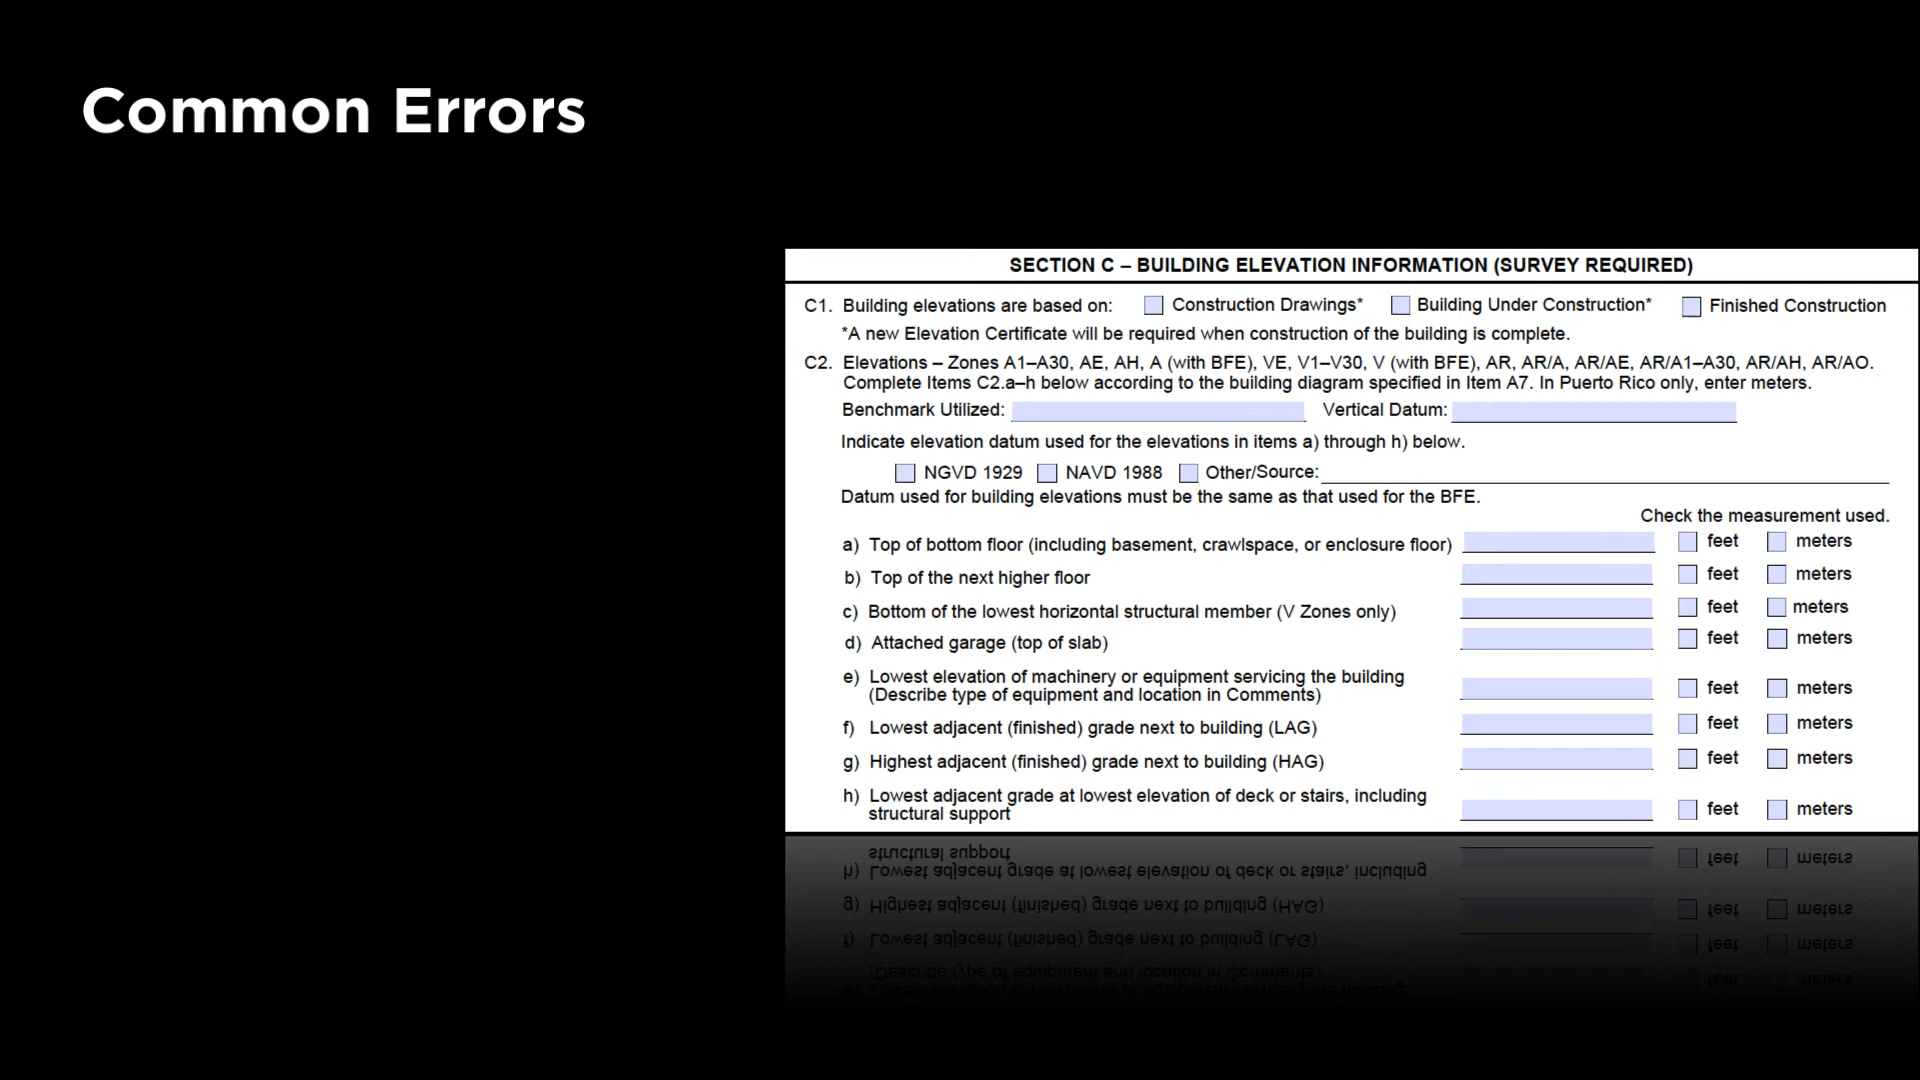 Common Errors
SECTION C – BUILDING ELEVATION INFORMATION (SURVEY REQUIRED)
C1. Building elevations are based on: Construction Drawings* Building Under Construction* Finished Construction
*A new Elevation Certificate will be required when construction of the building is complete.
C2. Elevations – Zones A1–A30, AE, AH, A (with BFE), VE, V1–V30, V (with BFE), AR, AR/A, AR/AE, AR/A1–A30, AR/AH, AR/AO.
Complete Items C2.a–h below according to the building diagram specified in Item A7. In Puerto Rico only, enter meters.
Benchmark Utilized: Vertical Datum:
Indicate elevation datum used for the elevations in items a) through h) below.
NGVD 1929 NAVD 1988 Other/Source:
Datum used for building elevations must be the same as that used for the BFE.
Check the measurement used.
a) Top of bottom floor (including basement, crawlspace, or enclosure floor) feet meters
b) Top of the next higher floor feet meters
c) Bottom of the lowest horizontal structural member (V Zones only) feet meters
d) Attached garage (top of slab) feet meters
e) Lowest elevation of machinery or equipment servicing the building
(Describe type of equipment and location in Comments) feet meters
f) Lowest adjacent (finished) grade next to building (LAG) feet meters
g) Highest adjacent (finished) grade next to building (HAG) feet meters
h) Lowest adjacent grade at lowest elevation of deck or stairs, including
structural support feet meters